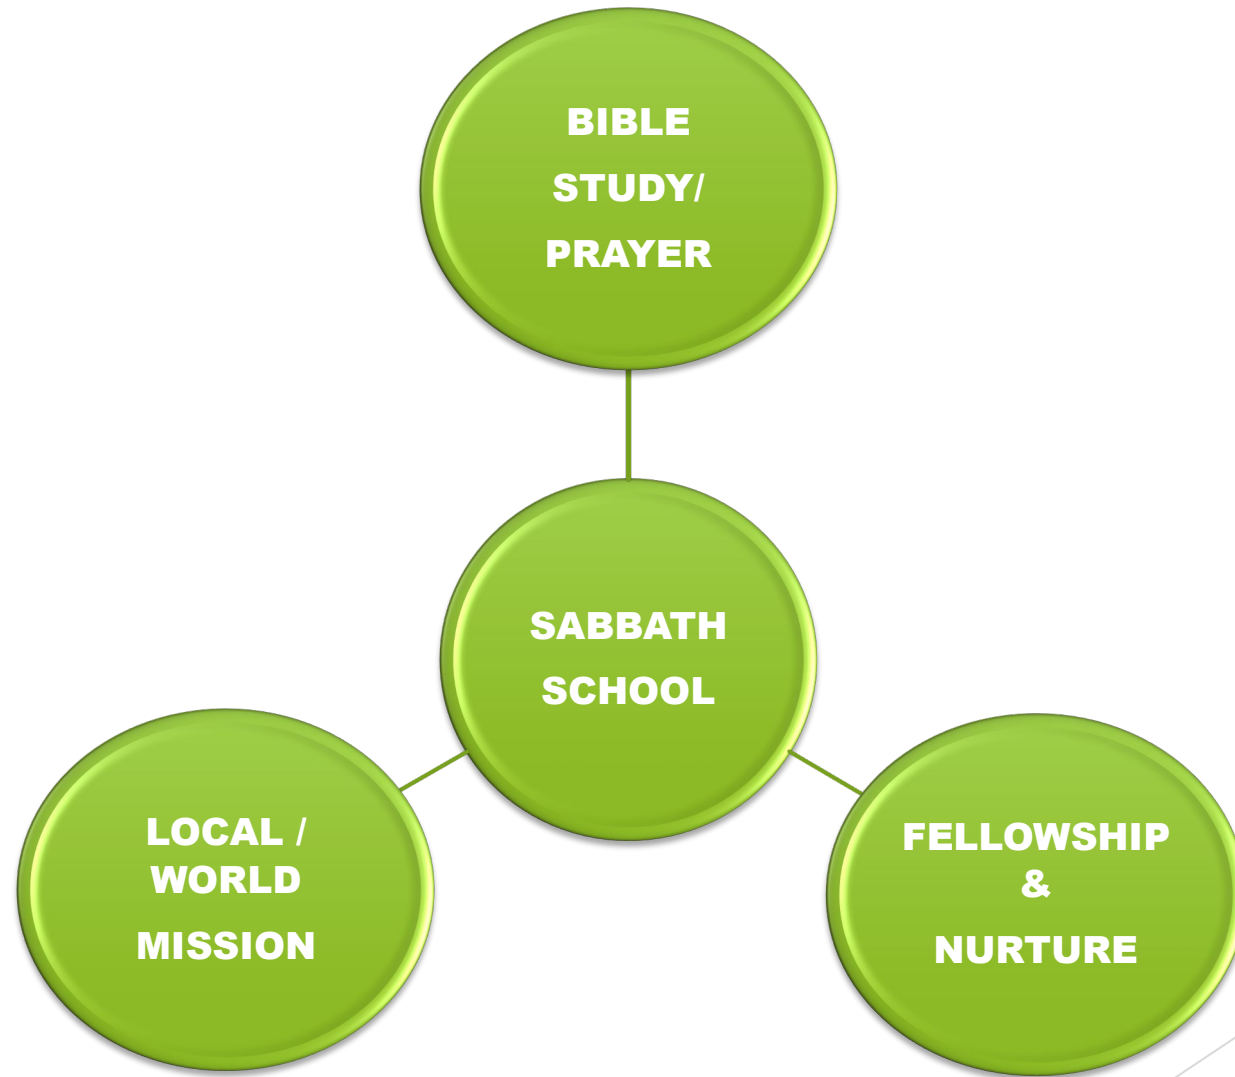 BIBLE
STUDY/
PRAYER
SABBATH
SCHOOL
LOCAL /
WORLD
MISSION
FELLOWSHIP
&
NURTURE